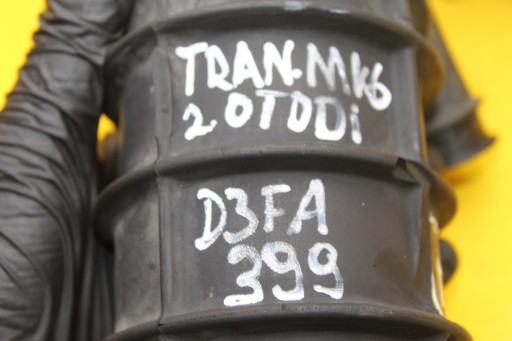 TRAN.MK6
2.0TDDi
D3FA
399